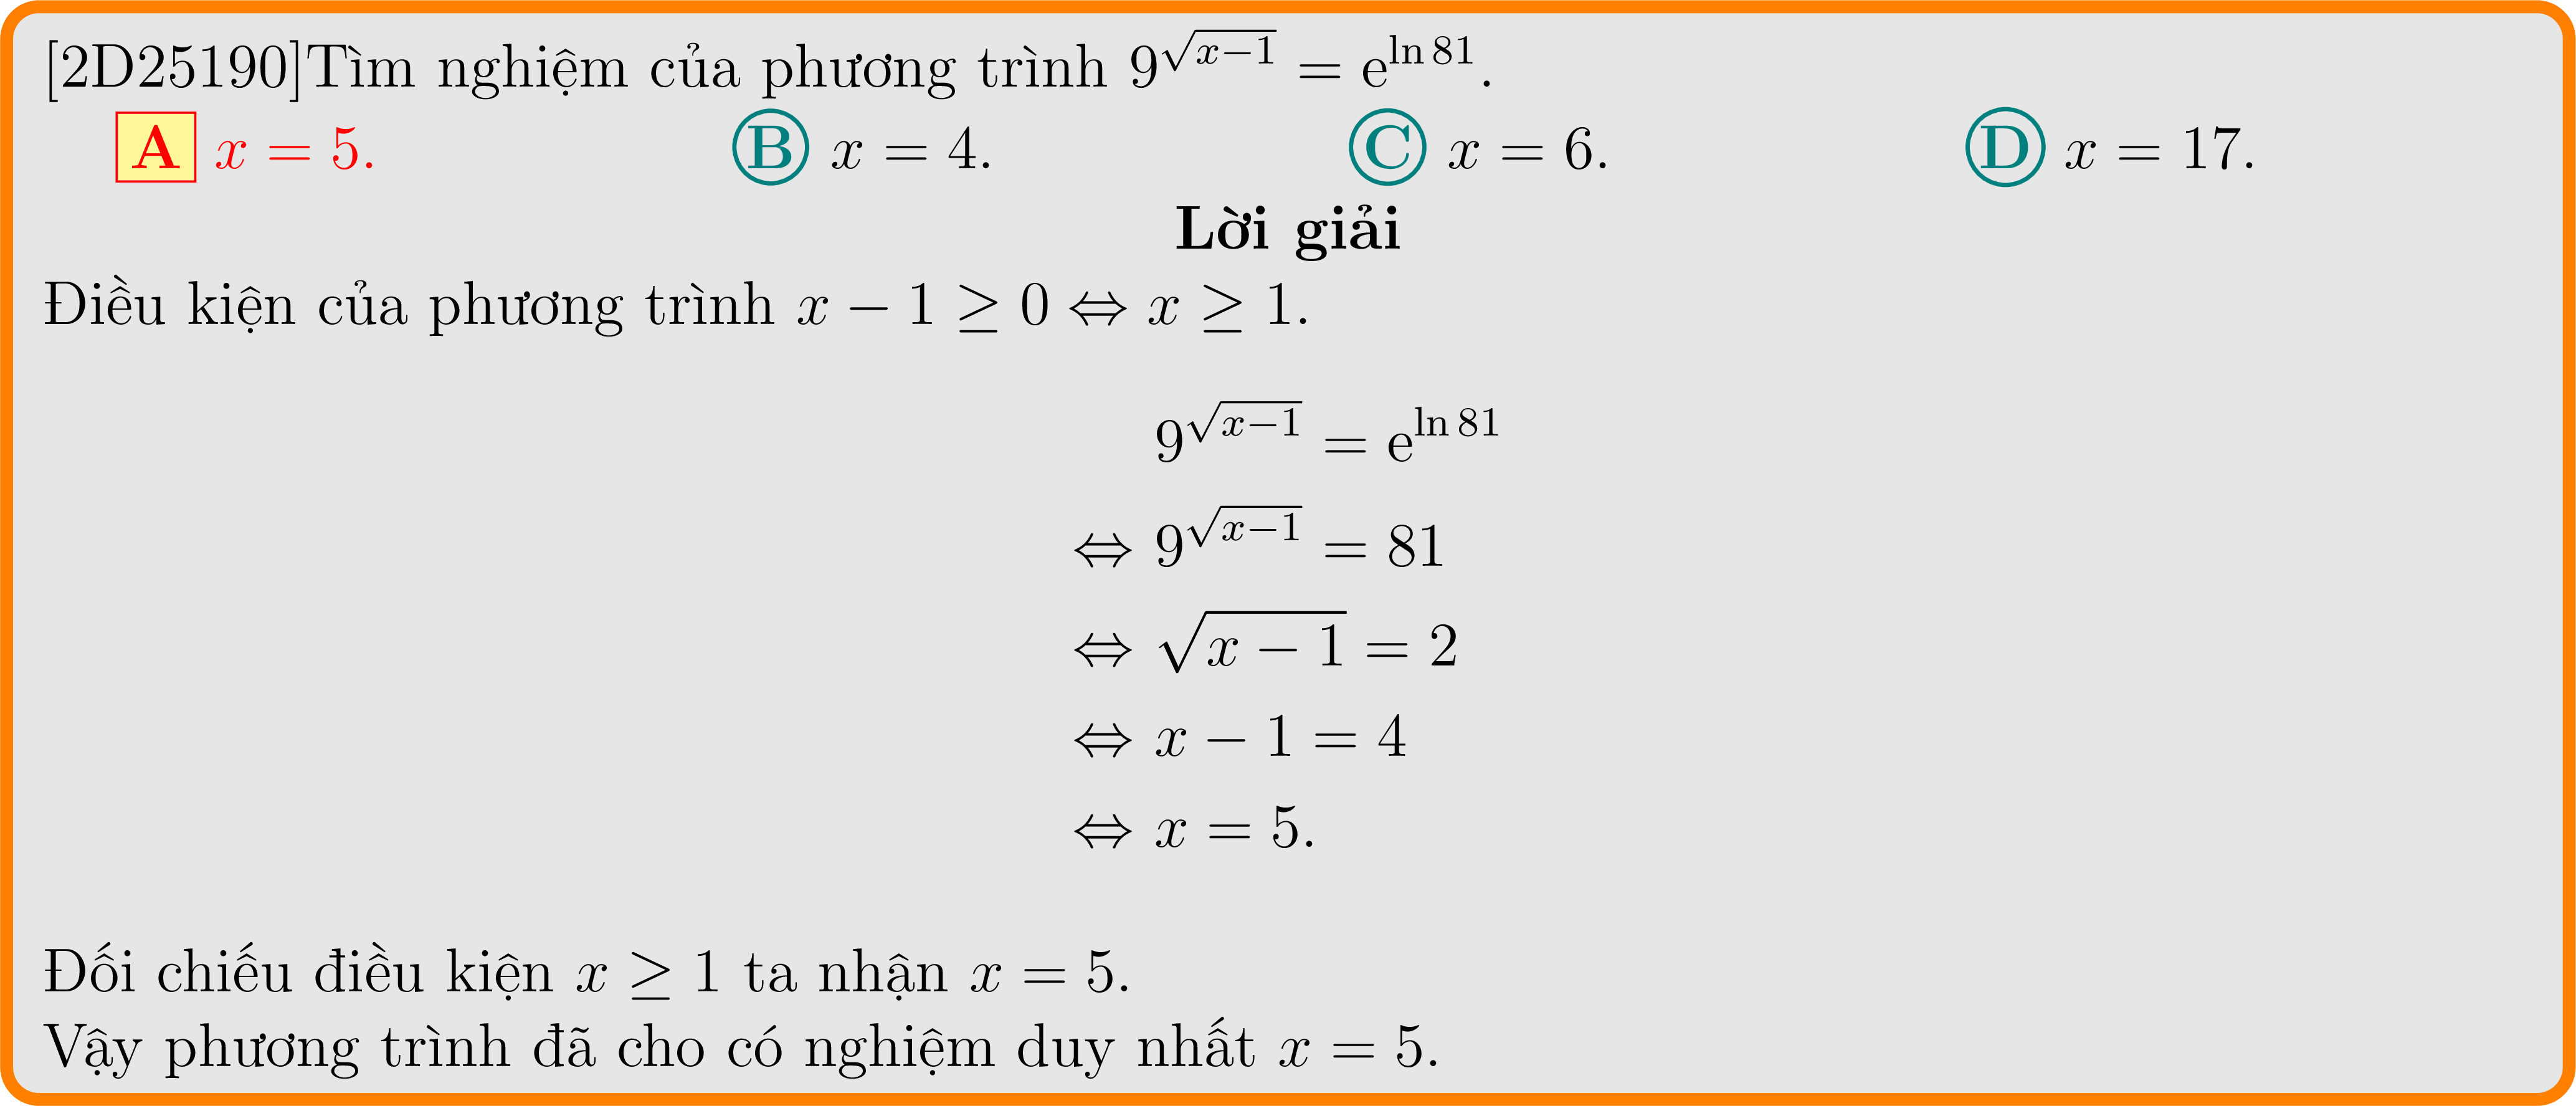 [2D25190]Tìm nghiệm của phương trình $9^{\sqrt{x-1}} = \mathrm{e}^{\ln 81}$.
A x = 5. B x = 4. C x = 6. D x = 17.
Lời giải
Điều kiện của phương trình $x - 1 \geq 0 \Leftrightarrow x \geq 1$.
$9^{\sqrt{x-1}} = \mathrm{e}^{\ln 81}$
$\Leftrightarrow 9^{\sqrt{x-1}} = 81$
$\Leftrightarrow \sqrt{x-1} = 2$
$\Leftrightarrow x - 1 = 4$
$\Leftrightarrow x = 5.$
Đối chiếu điều kiện $x \geq 1$ ta nhận $x = 5$.
Vậy phương trình đã cho có nghiệm duy nhất $x = 5$.